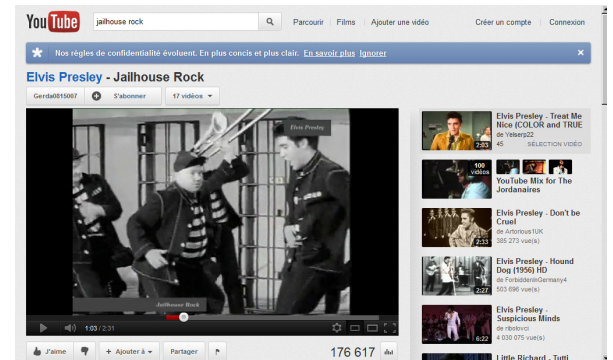 YouTube jailhouse rock Parcourir Films Ajouter une vidéo Créer un compte Connexion
Nos règles de confidentialité évoluent. En plus concis et plus clair. En savoir plus Ignorer
Elvis Presley - Jailhouse Rock
Gerda0815007 S'abonner 17 vidéos
Elvis Presley
Jailhouse Rock
1:03 / 2:31
J'aime + Ajouter à Partager 176 617
Elvis Presley - Treat Me
Nice (COLOR and TRUE
de Yelserp22
45 SÉLECTION VIDÉO
2:03
100
vidéos
YouTube Mix for The
Jordanaires
Elvis Presley - Don't be
Cruel
de Artorious1UK
385 273 vue(s)
2:33
Elvis Presley - Hound
Dog (1956) HD
de ForbiddenInGermany4
503 696 vue(s)
2:27
Elvis Presley -
Suspicious Minds
de ribolovci
4 030 075 vue(s)
6:22
Little Richard - Tutti